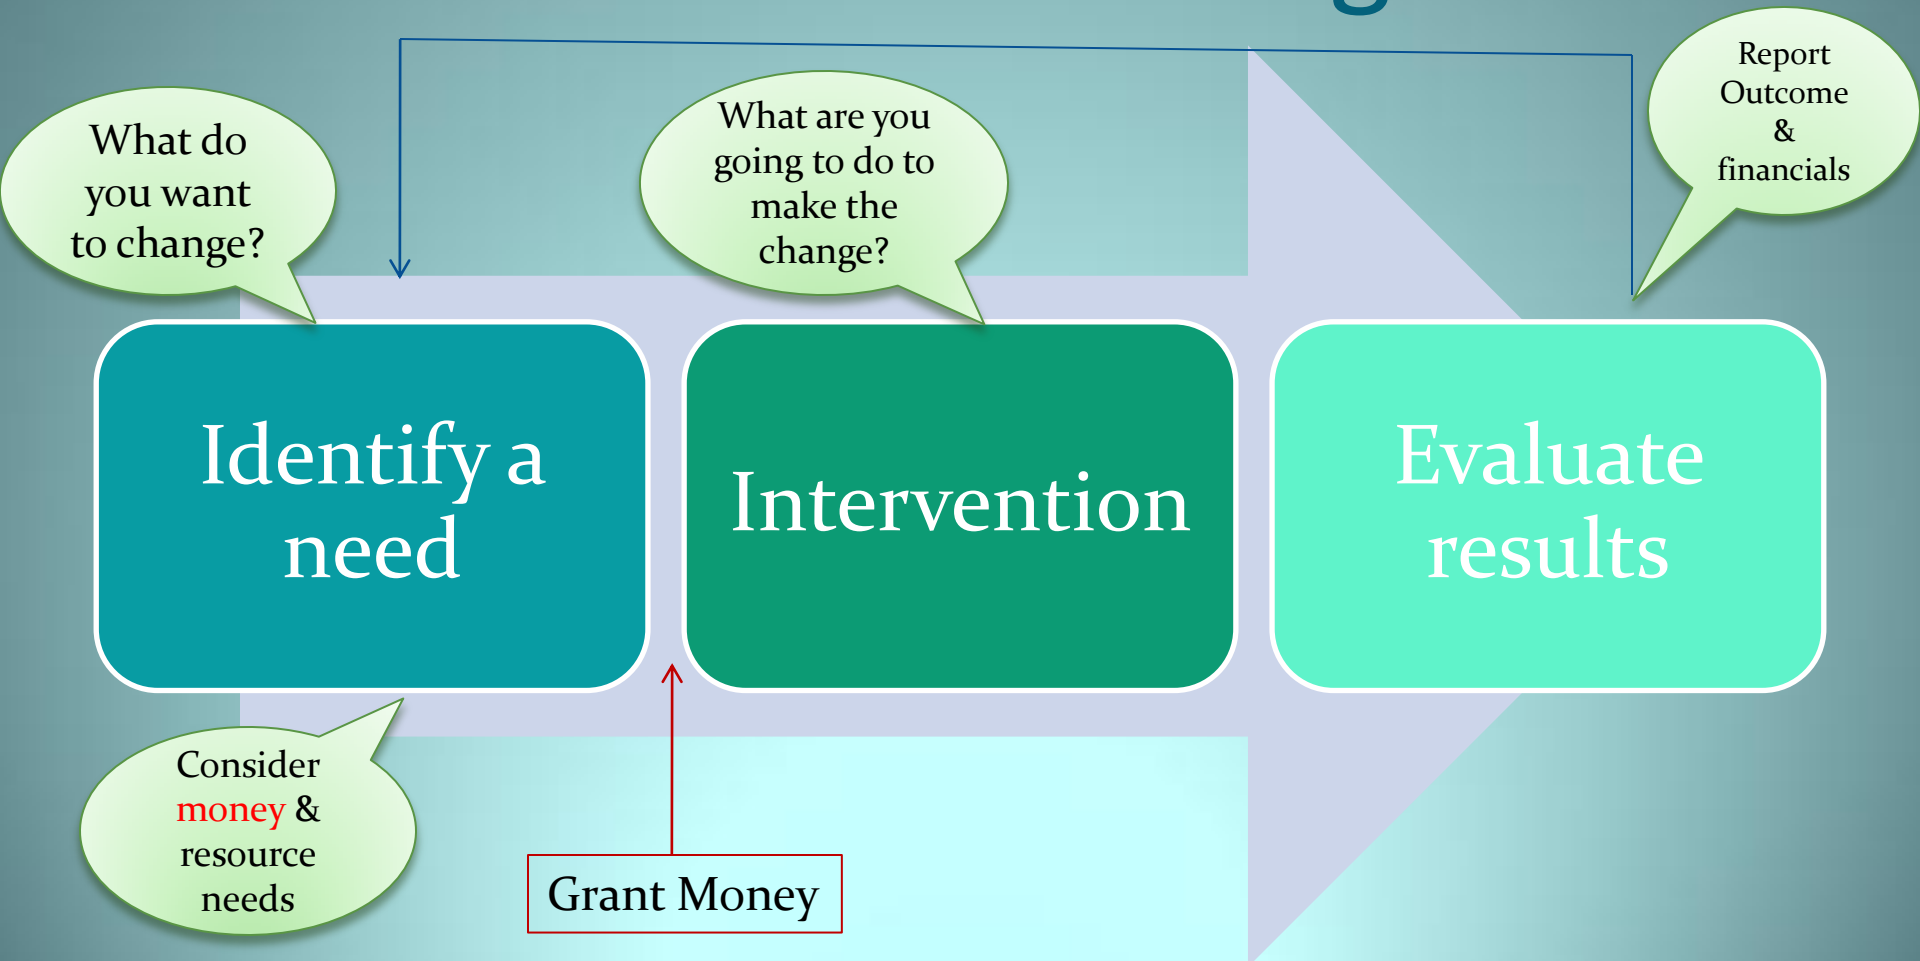 What do
you want
to change?
What are you
going to do to
make the
change?
Report
Outcome
&
financials
Identify a
need
Intervention
Evaluate
results
Consider
money &
resource
needs
Grant Money